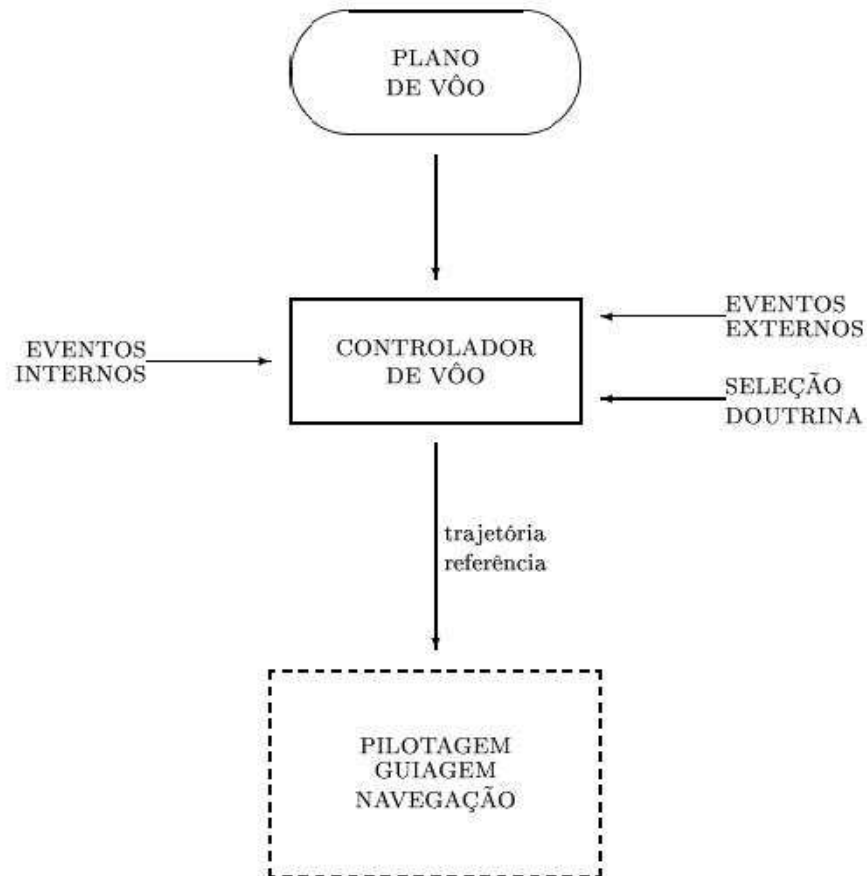 PLANO
DE VÔO
EVENTOS
EXTERNOS
EVENTOS
INTERNOS
CONTROLADOR
DE VÔO
SELEÇÃO
DOUTRINA
trajetória
referência
PILOTAGEM
GUIAGEM
NAVEGAÇÃO